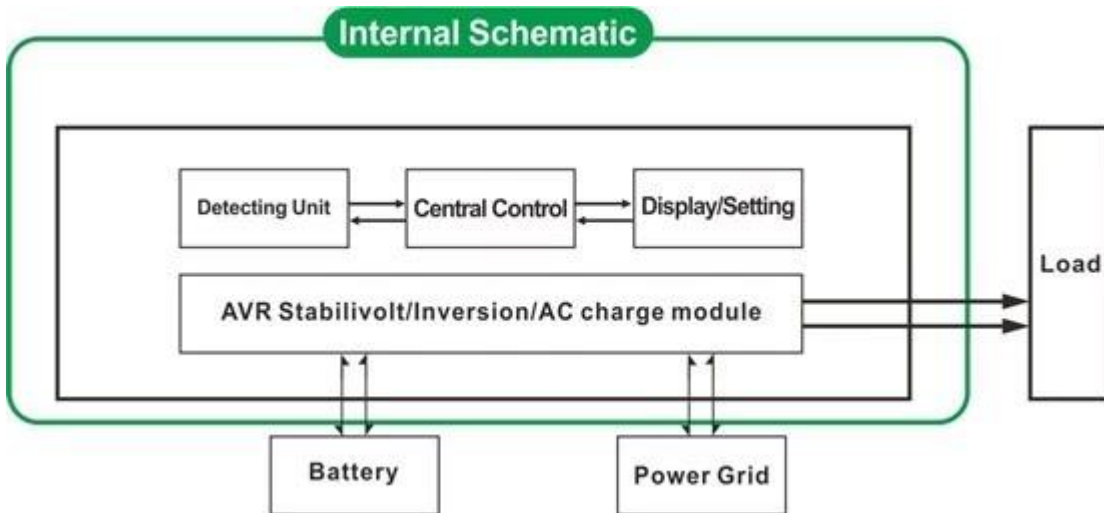 Internal Schematic
Detecting Unit
Central Control
Display/Setting
AVR Stabilivolt/Inversion/AC charge module
Load
Battery
Power Grid